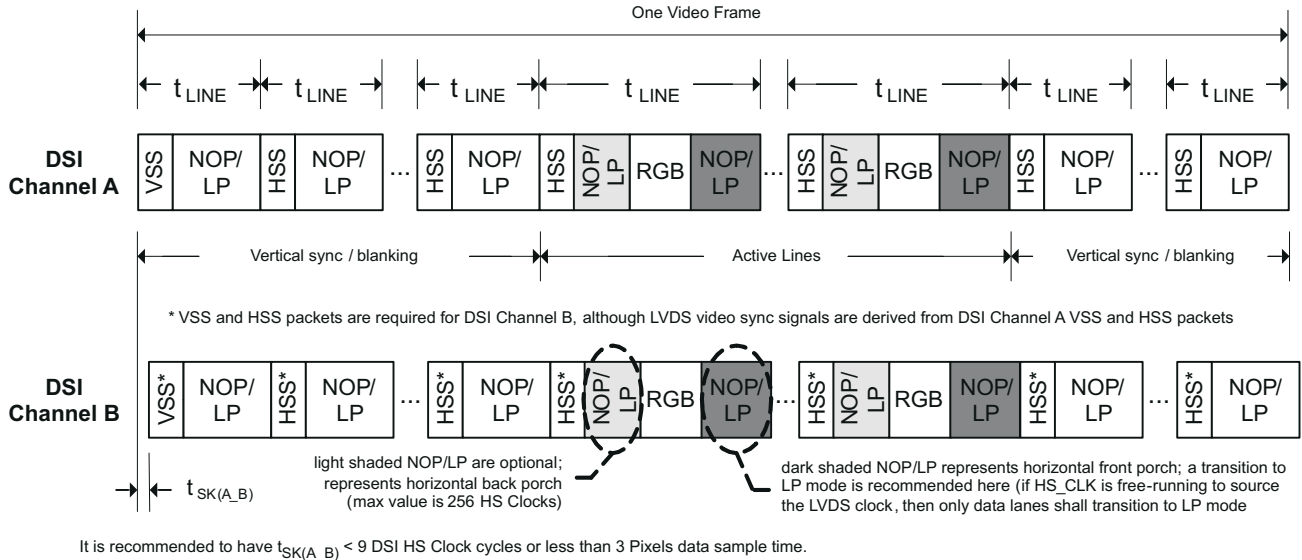 One Video Frame
t LINE t LINE t LINE t LINE t LINE t LINE t LINE
DSI
Channel A
VSS NOP/ LP HSS NOP/ LP ... HSS NOP/ LP HSS NOP/ LP RGB NOP/ LP ... HSS NOP/ LP RGB NOP/ LP HSS NOP/ LP ... HSS NOP/ LP
Vertical sync / blanking Active Lines Vertical sync / blanking
* VSS and HSS packets are required for DSI Channel B, although LVDS video sync signals are derived from DSI Channel A VSS and HSS packets
DSI
Channel B
VSS* NOP/ LP HSS* NOP/ LP ... HSS* NOP/ LP HSS* NOP/ LP RGB NOP/ LP ... HSS* NOP/ LP RGB NOP/ LP HSS* NOP/ LP ... HSS* NOP/ LP
t SK(A_B)
light shaded NOP/LP are optional;
represents horizontal back porch
(max value is 256 HS Clocks)
dark shaded NOP/LP represents horizontal front porch; a transition to
LP mode is recommended here (if HS_CLK is free-running to source
the LVDS clock, then only data lanes shall transition to LP mode
It is recommended to have tSK(A_B) < 9 DSI HS Clock cycles or less than 3 Pixels data sample time.